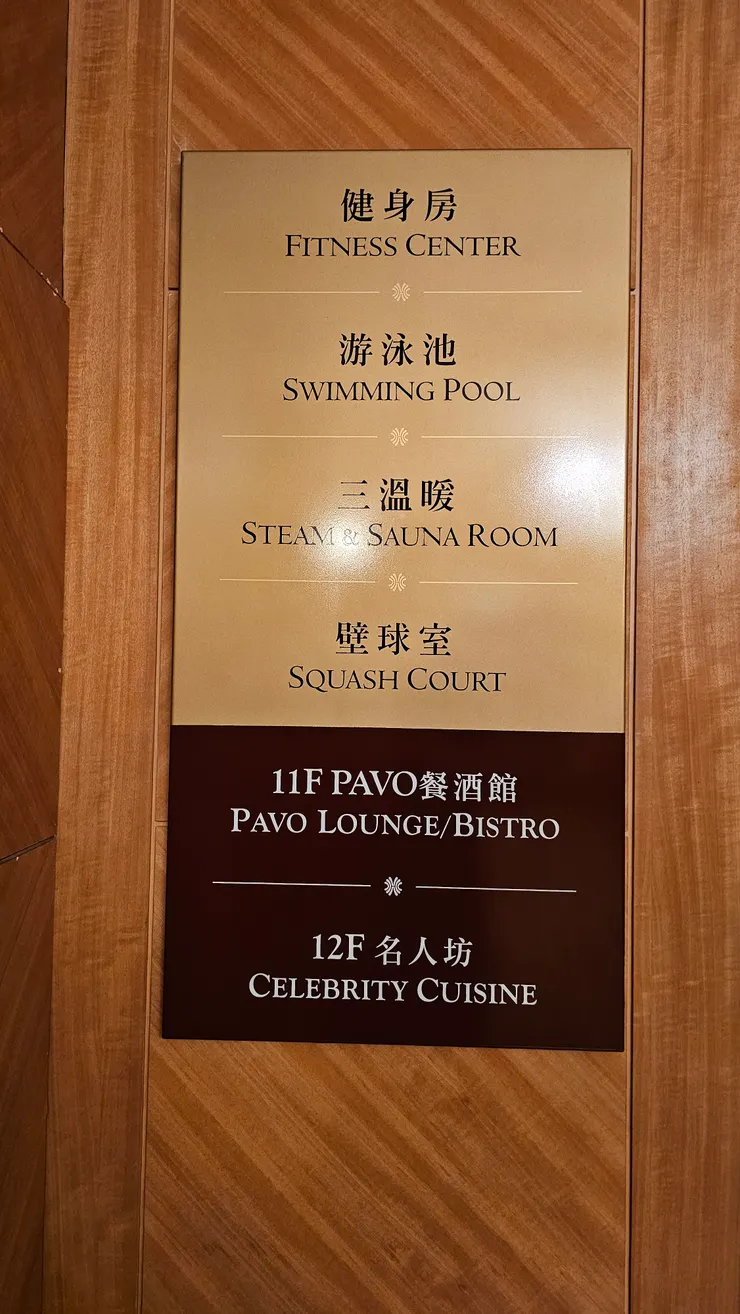 健身房
FITNESS CENTER
游泳池
SWIMMING POOL
三溫暖
STEAM & SAUNA ROOM
壁球室
SQUASH COURT
11F PAVO餐酒館
PAVO LOUNGE/BISTRO
12F 名人坊
CELEBRITY CUISINE